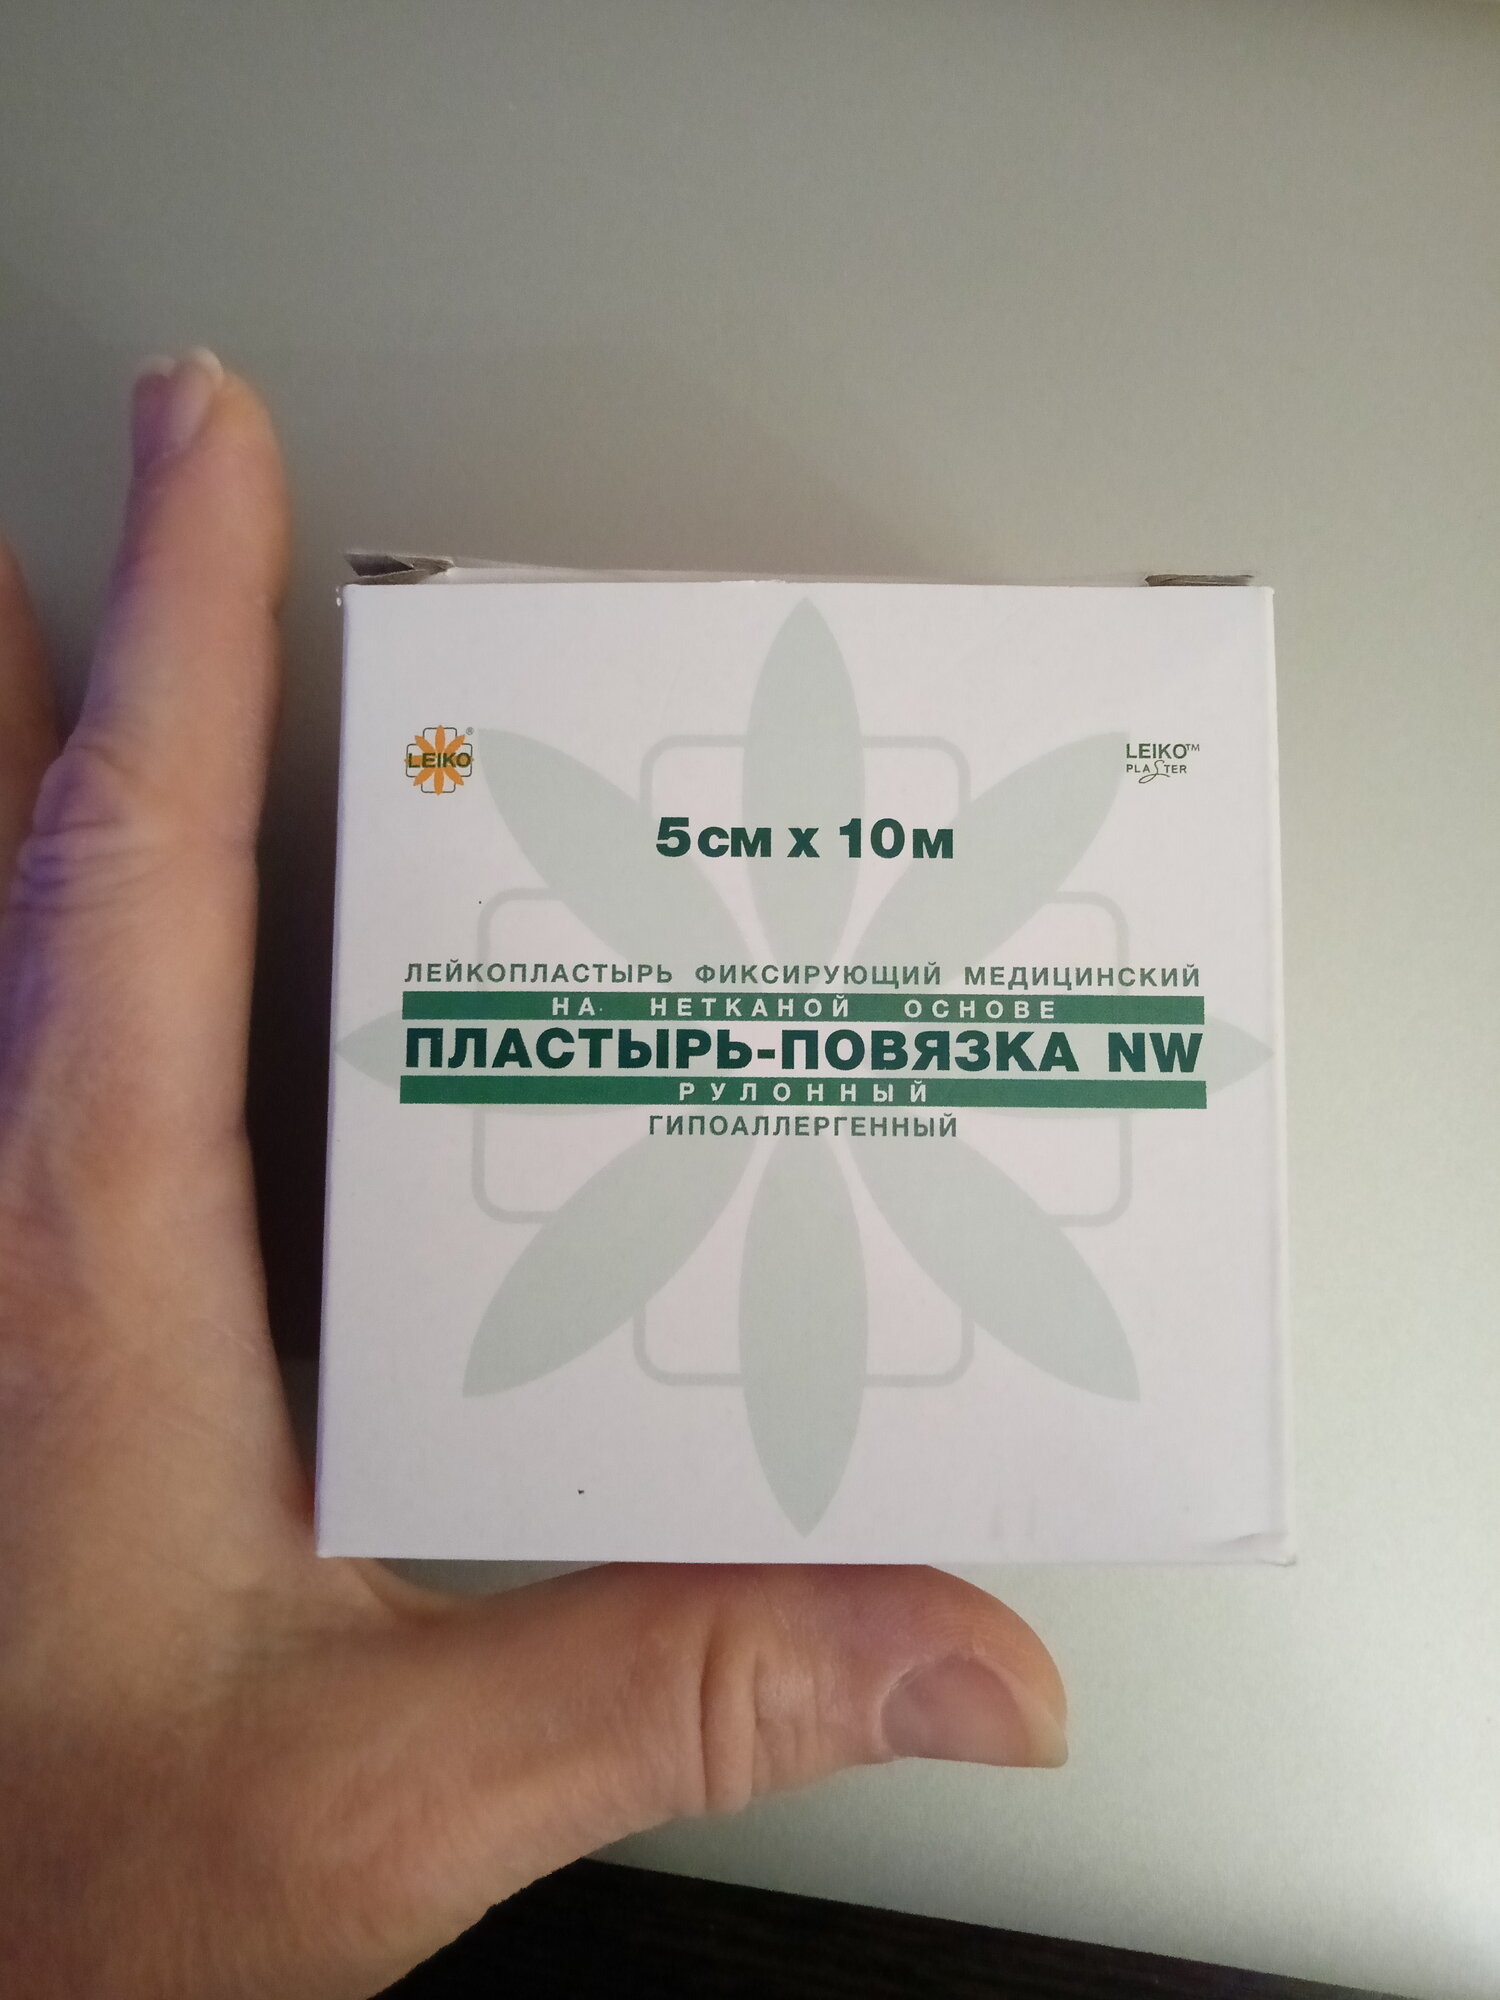 LEIKO®
LEIKO™
PLASTER
5см х 10м
ЛЕЙКОПЛАСТЫРЬ ФИКСИРУЮЩИЙ МЕДИЦИНСКИЙ
НА НЕТКАНОЙ ОСНОВЕ
ПЛАСТЫРЬ-ПОВЯЗКА NW
РУЛОННЫЙ
ГИПОАЛЛЕРГЕННЫЙ